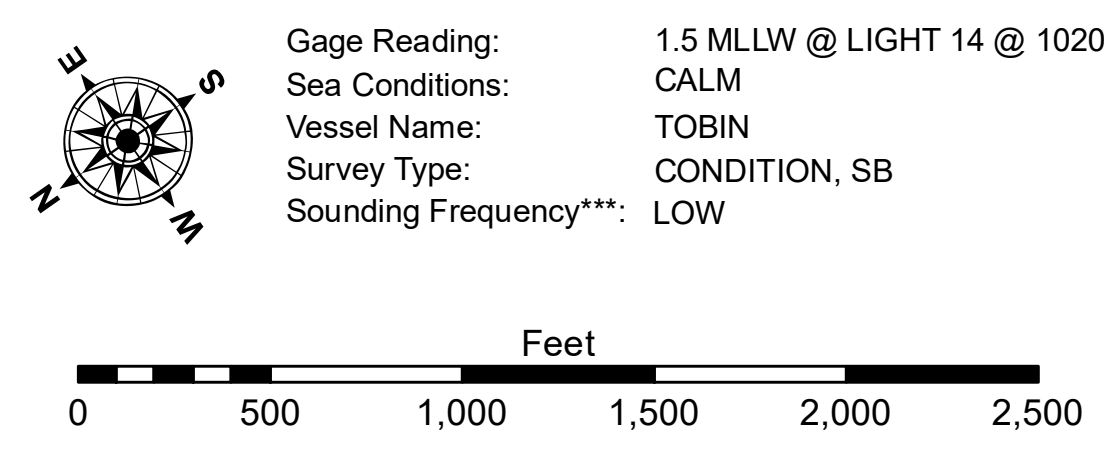 E
S
N
W
Gage Reading: 1.5 MLLW @ LIGHT 14 @ 1020
Sea Conditions: CALM
Vessel Name: TOBIN
Survey Type: CONDITION, SB
Sounding Frequency***: LOW
Feet
0 500 1,000 1,500 2,000 2,500